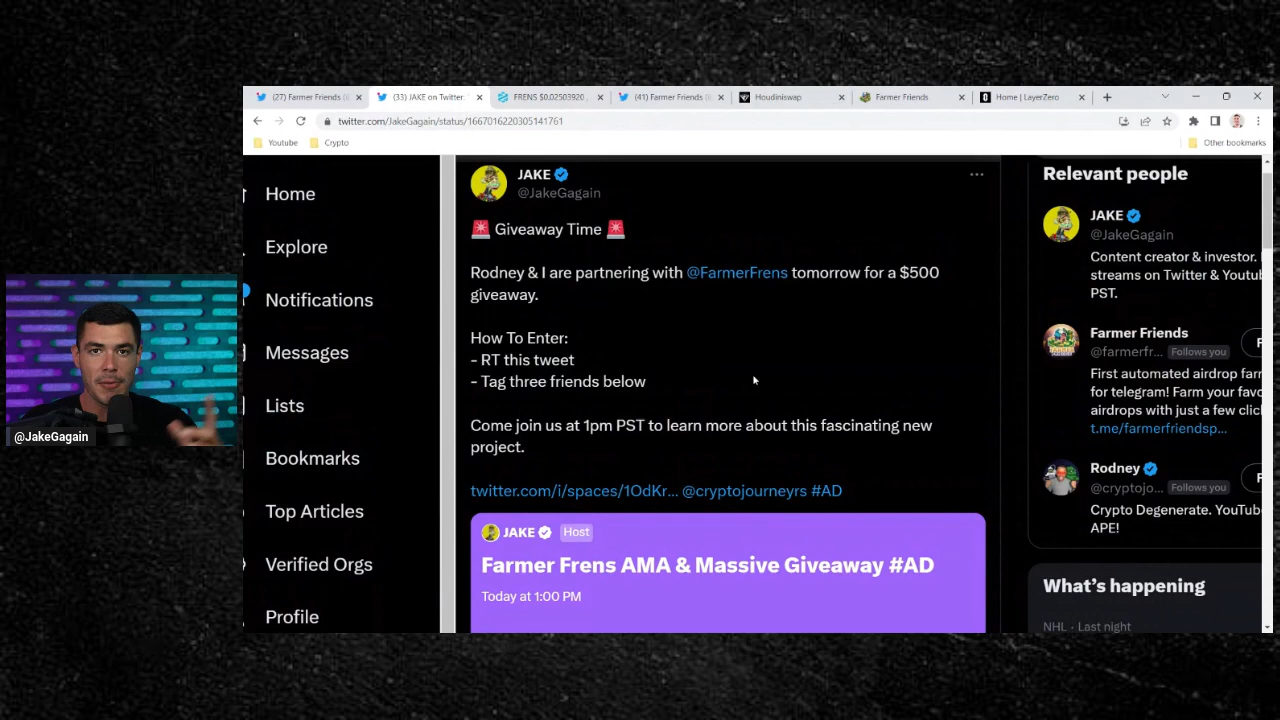 (27) Farmer Friends (
(33) JAKE on Twitter:
FRENS $0.02503920
(41) Farmer Friends (
Houdiniswap
Farmer Friends
Home | LayerZero
twitter.com/JakeGagain/status/1667016220305141761
Youtube
Crypto
Other bookmarks
Home
Explore
Notifications
Messages
Lists
Bookmarks
Top Articles
Verified Orgs
Profile
JAKE
@JakeGagain
🚨 Giveaway Time 🚨
Rodney & I are partnering with @FarmerFrens tomorrow for a $500
giveaway.
How To Enter:
- RT this tweet
- Tag three friends below
Come join us at 1pm PST to learn more about this fascinating new
project.
twitter.com/i/spaces/1OdKr... @cryptojourneyrs #AD
JAKE Host
Farmer Frens AMA & Massive Giveaway #AD
Today at 1:00 PM
Relevant people
JAKE
@JakeGagain
Content creator & investor.
streams on Twitter & Youtub
PST.
Farmer Friends
@farmerfr... Follows you
First automated airdrop farr
for telegram! Farm your favo
airdrops with just a few clic
t.me/farmerfriendsp...
Rodney
@cryptojo... Follows you
Crypto Degenerate. YouTube
APE!
What's happening
NHL · Last night
@JakeGagain